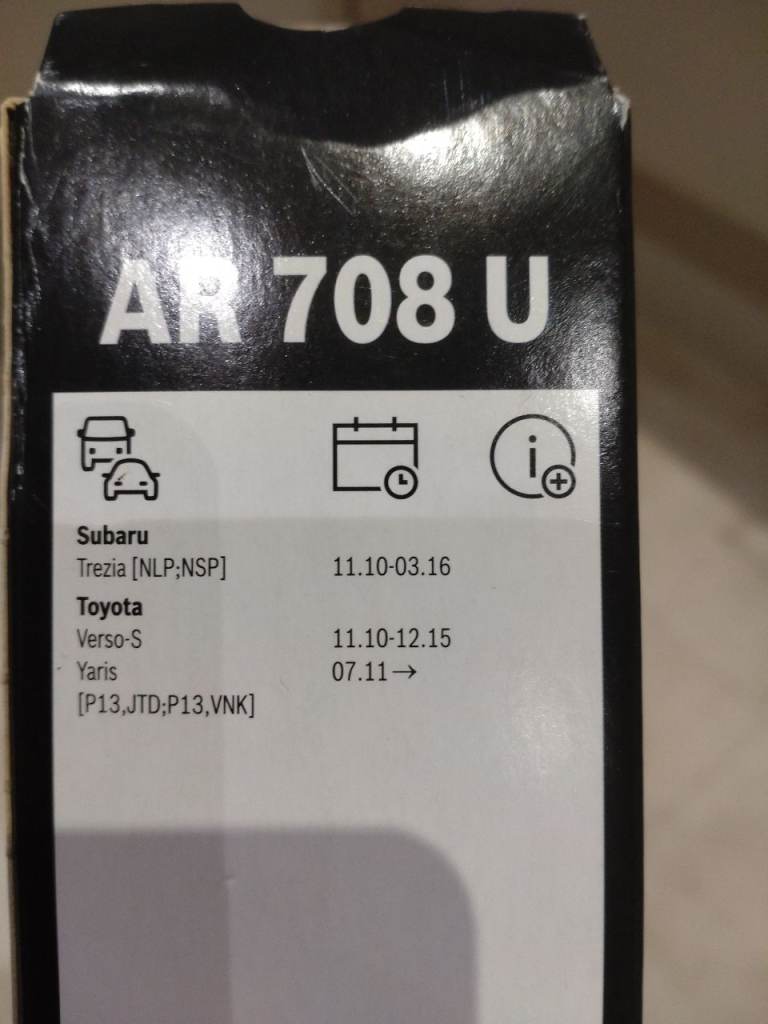 AR 708 U
Subaru
Trezia [NLP;NSP] 11.10-03.16
Toyota
Verso-S 11.10-12.15
Yaris 07.11→
[P13,JTD;P13,VNK]